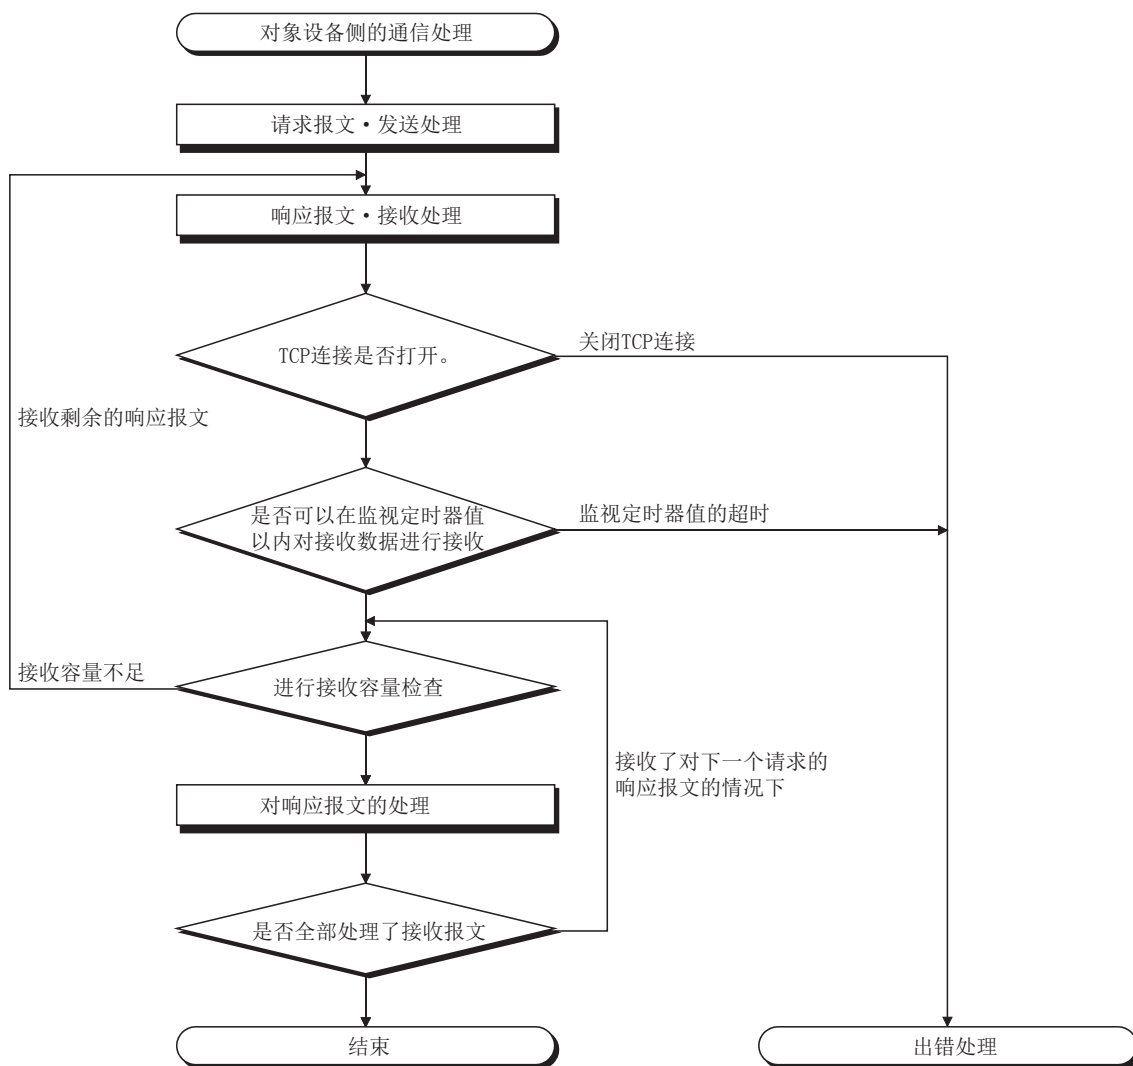 对象设备侧的通信处理
请求报文·发送处理
响应报文·接收处理
TCP连接是否打开。
关闭TCP连接
接收剩余的响应报文
是否可以在监视定时器值
以内对接收数据进行接收
监视定时器值的超时
接收容量不足
进行接收容量检查
接收了对下一个请求的
响应报文的情况下
对响应报文的处理
是否全部处理了接收报文
结束
出错处理